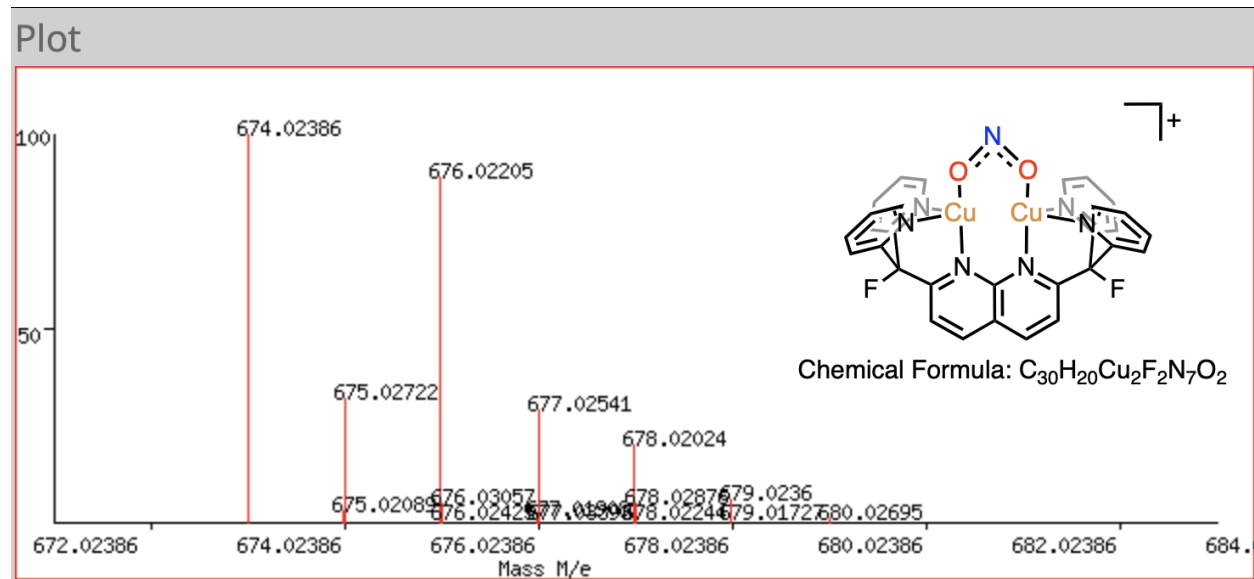 Plot
100
674.02386
676.02205
675.02722
677.02541
678.02024
50
675.02089
676.03057
678.02876
679.0236
678.02244
679.01727
680.02695
672.02386
674.02386
676.02386
678.02386
680.02386
682.02386
684.
Mass M/e
N
O
O
N
Cu
Cu
N
N
N
N
N
F
F
+
Chemical Formula: C₃₀H₂₀Cu₂F₂N₇O₂